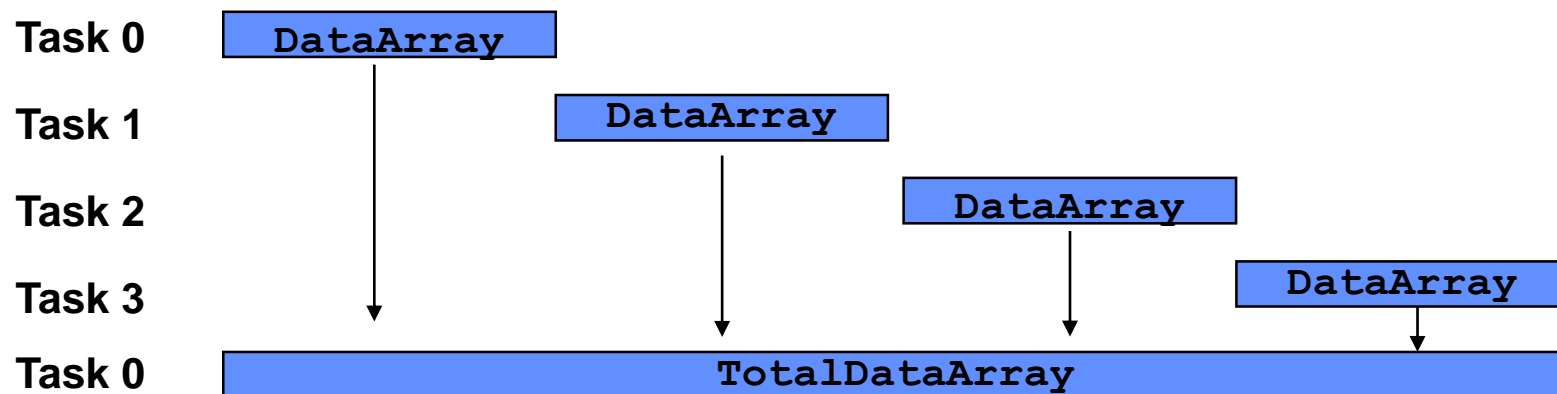 Task 0 DataArray
Task 1 DataArray
Task 2 DataArray
Task 3 DataArray
Task 0 TotalDataArray